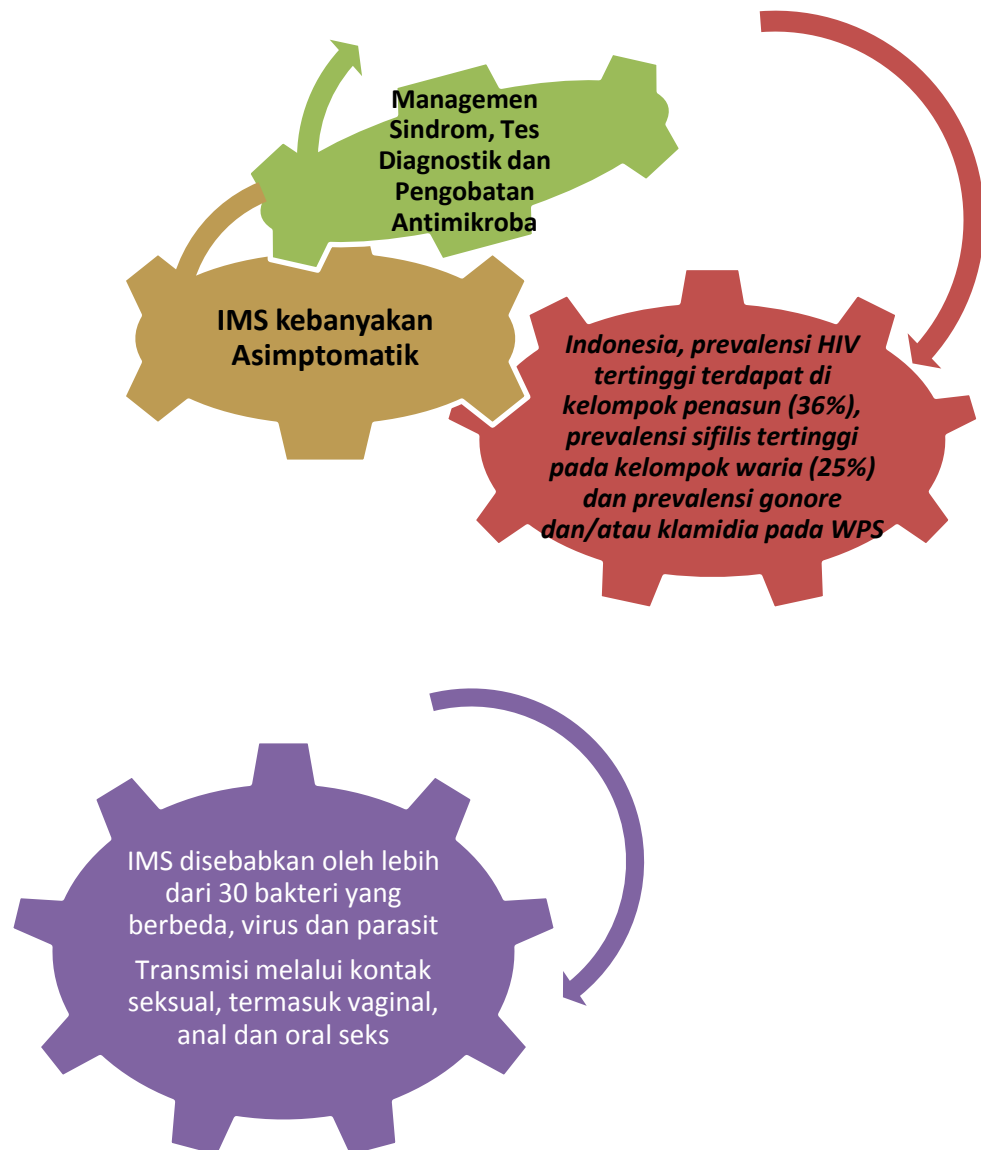 Managemen
Sindrom, Tes
Diagnostik dan
Pengobatan
Antimikroba
IMS kebanyakan
Asimptomatik
Indonesia, prevalensi HIV
tertinggi terdapat di
kelompok penasun (36%),
prevalensi sifilis tertinggi
pada kelompok waria (25%)
dan prevalensi gonore
dan/atau klamidia pada WPS
IMS disebabkan oleh lebih
dari 30 bakteri yang
berbeda, virus dan parasit
Transmisi melalui kontak
seksual, termasuk vaginal,
anal dan oral seks